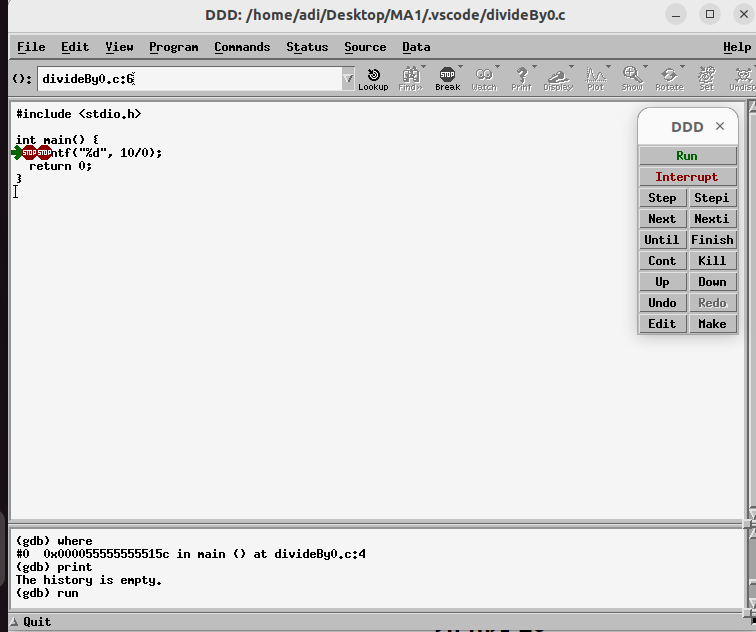 DDD: /home/adi/Desktop/MA1/.vscode/divideBy0.c
File Edit View Program Commands Status Source Data Help
(): divideBy0.c:6
Lookup Find» Break Watch Print Display Plot Show Rotate Set Undisp
#include <stdio.h>
int main() {
STOP STOP ntf("%d", 10/0);
return 0;
}
DDD
Run
Interrupt
Step Stepi
Next Nexti
Until Finish
Cont Kill
Up Down
Undo Redo
Edit Make
(gdb) where
#0 0x000055555555515c in main () at divideBy0.c:4
(gdb) print
The history is empty.
(gdb) run
Quit